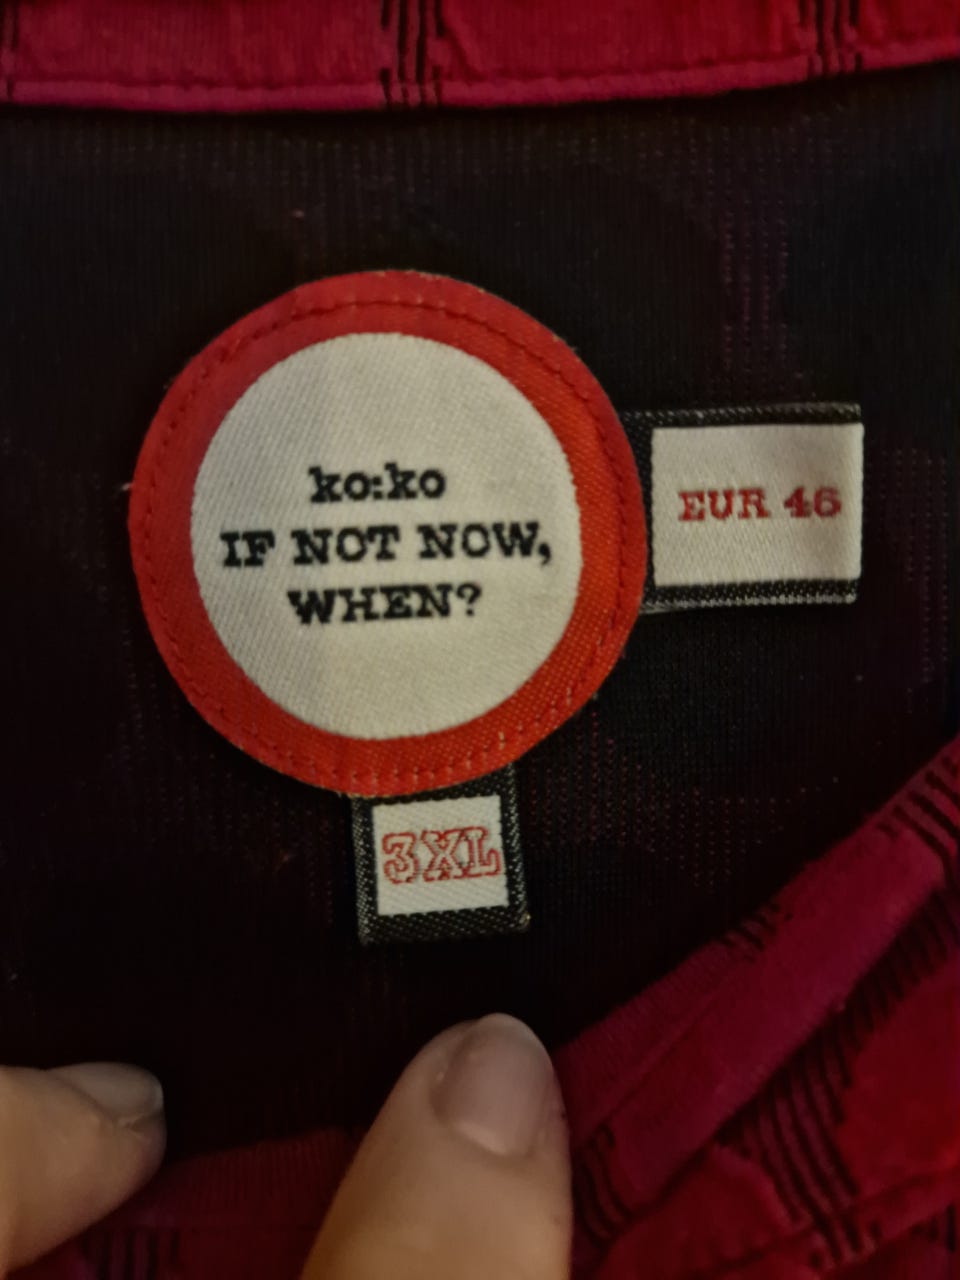 ko:ko
IF NOT NOW,
WHEN?
EUR 46
3XL